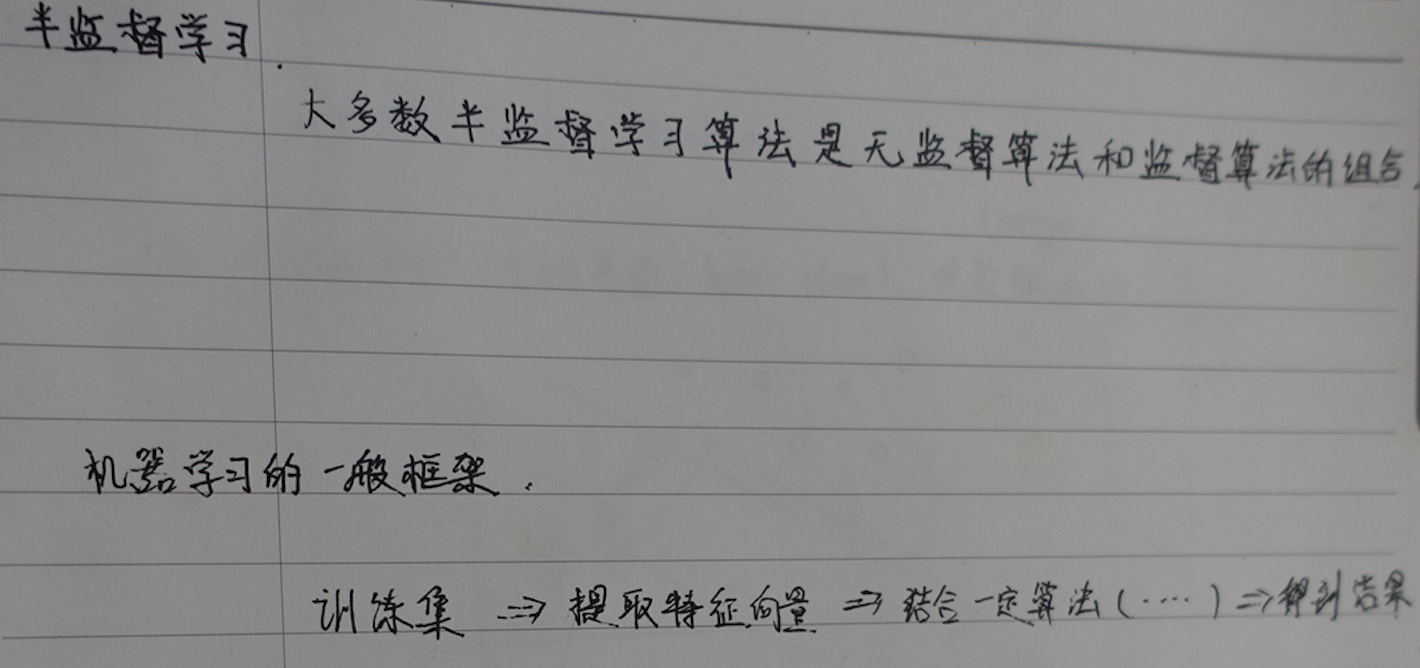 半监督学习.
大多数半监督学习算法是无监督算法和监督算法的组合
机器学习的一般框架.
训练集 => 提取特征向量 => 结合一定算法(....) => 得到结果